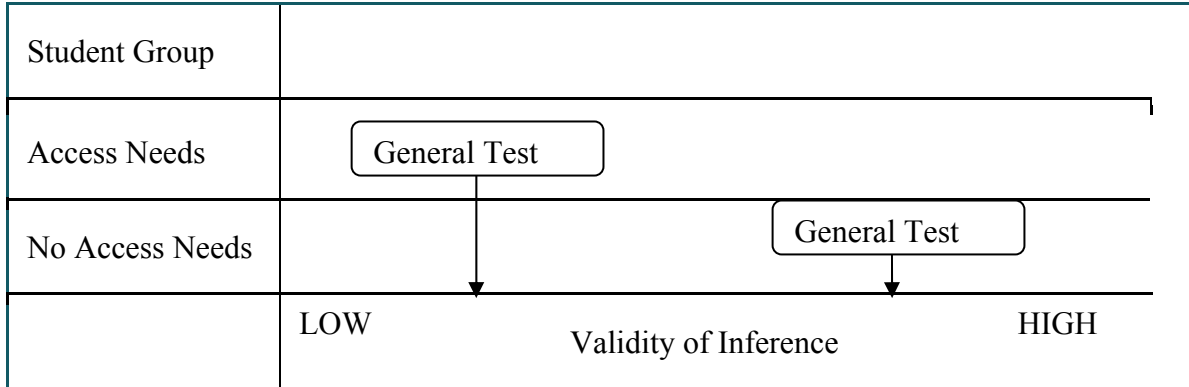 Student Group
Access Needs
General Test
No Access Needs
General Test
LOW
Validity of Inference
HIGH